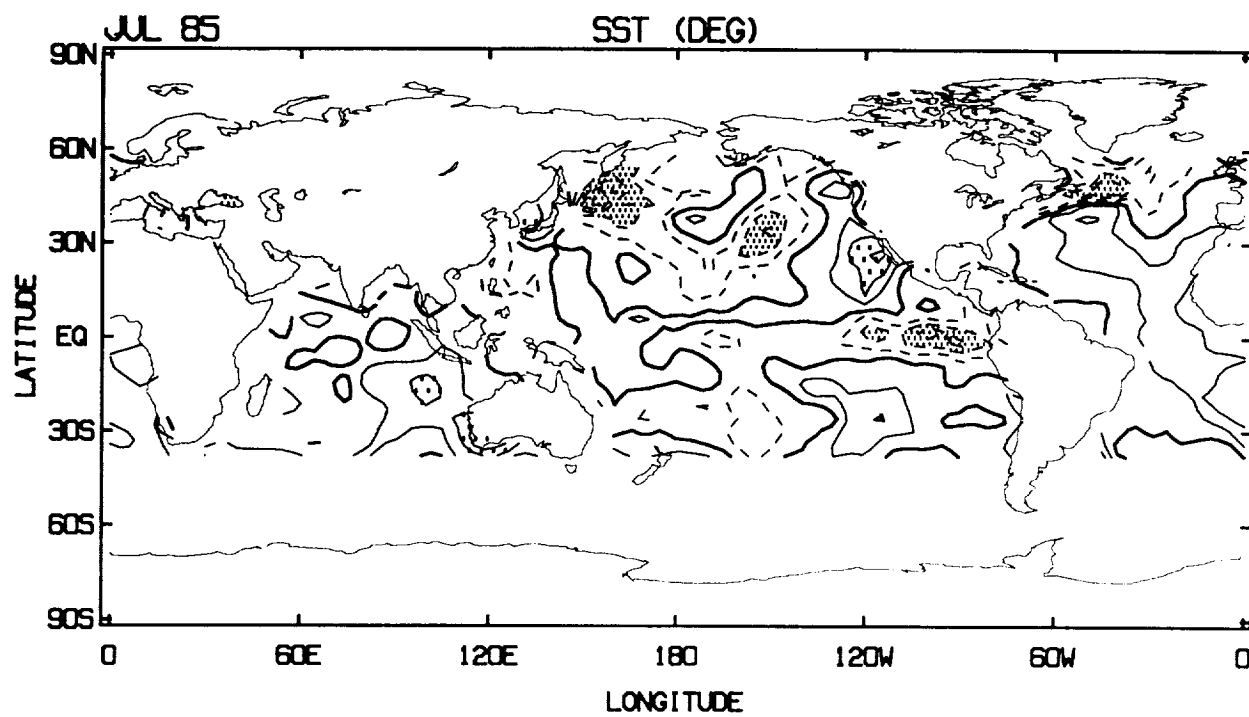 JUL 85 SST (DEG)
90N
60N
30N
EQ
30S
60S
90S
LATITUDE
0 60E 120E 180 120W 60W 0
LONGITUDE